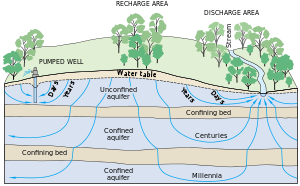 RECHARGE AREA
DISCHARGE AREA
Stream
PUMPED WELL
Water table
Days
Years
Unconfined
aquifer
Years
Days
Confining bed
Confined
aquifer
Centuries
Confining bed
Confined
aquifer
Millennia